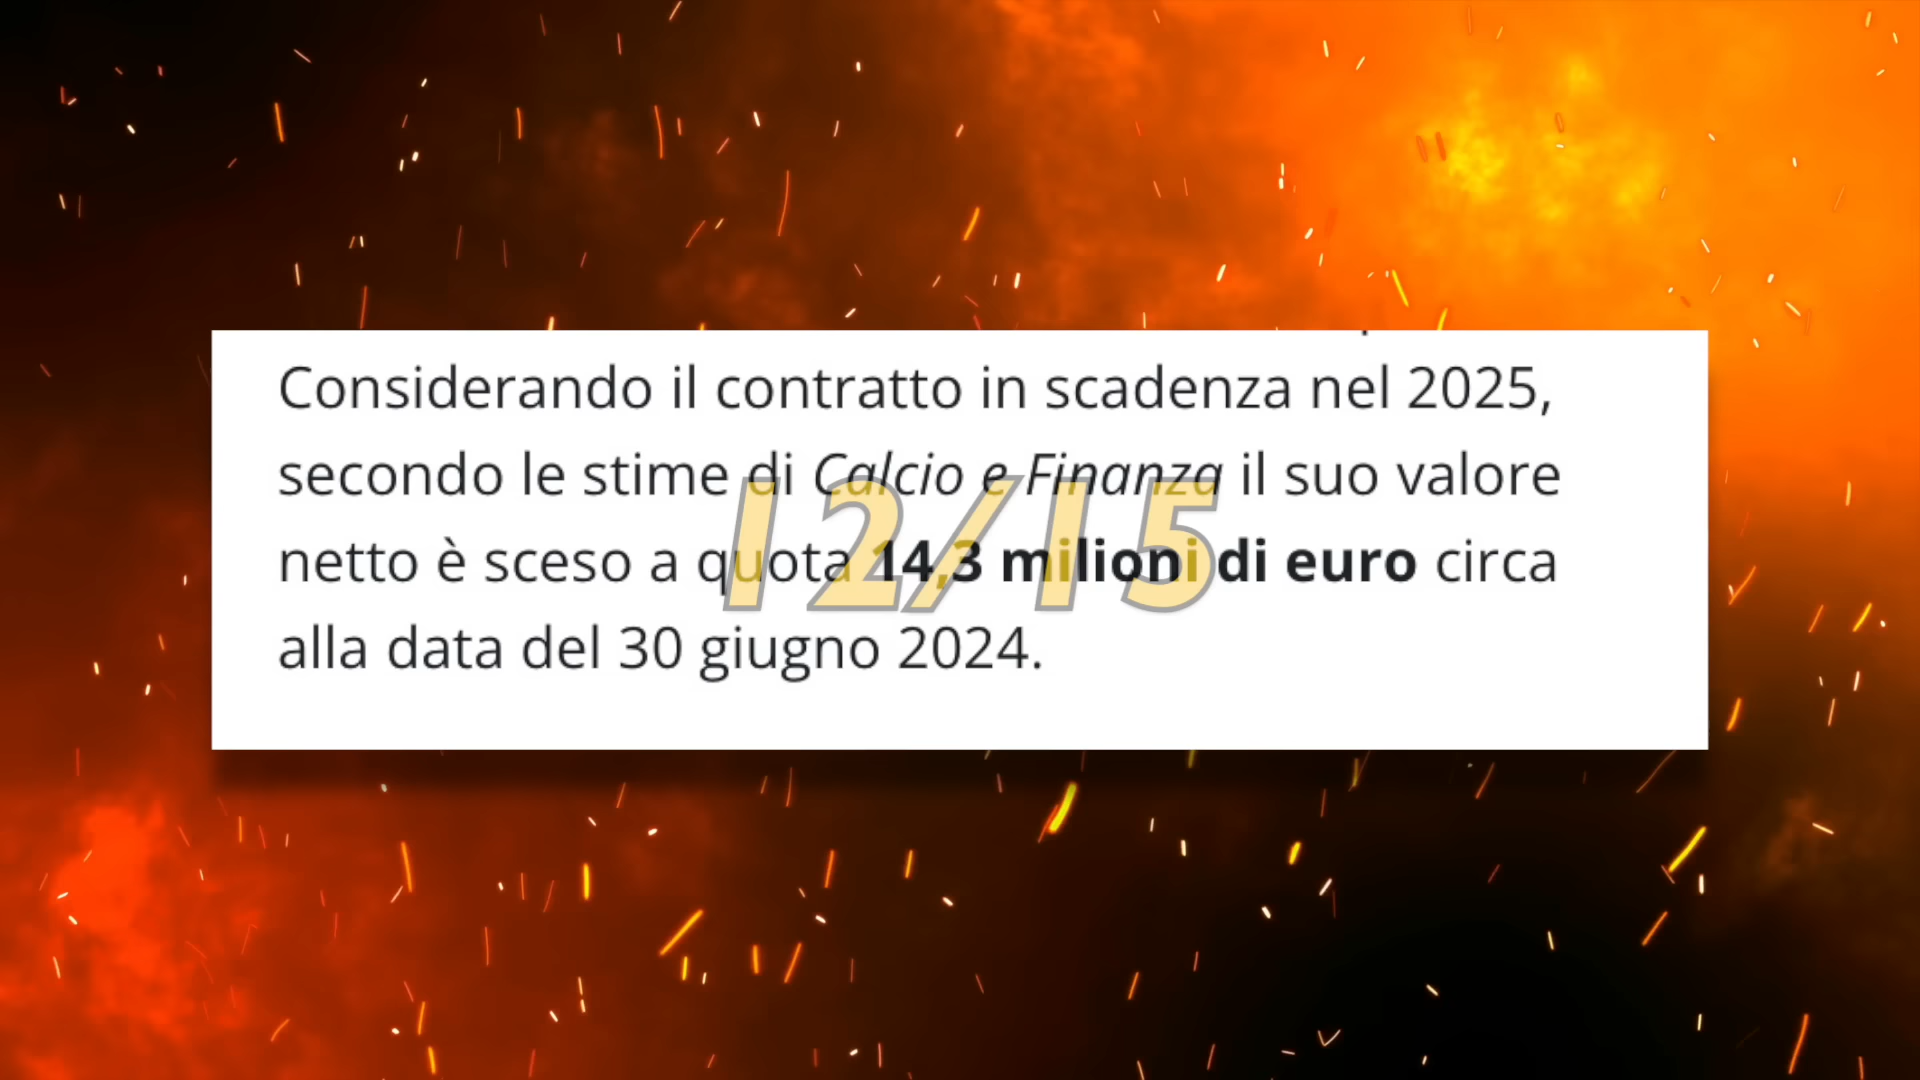 Considerando il contratto in scadenza nel 2025,
secondo le stime di Calcio e Finanza il suo valore
netto è sceso a quota 14,3 milioni di euro circa
alla data del 30 giugno 2024.
12/15